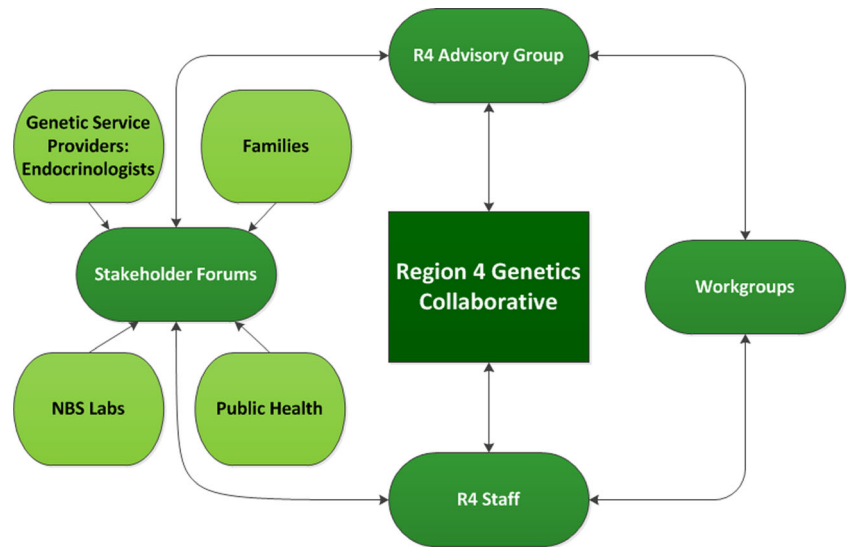 R4 Advisory Group
Genetic Service
Providers:
Endocrinologists
Families
Stakeholder Forums
Region 4 Genetics
Collaborative
Workgroups
NBS Labs
Public Health
R4 Staff